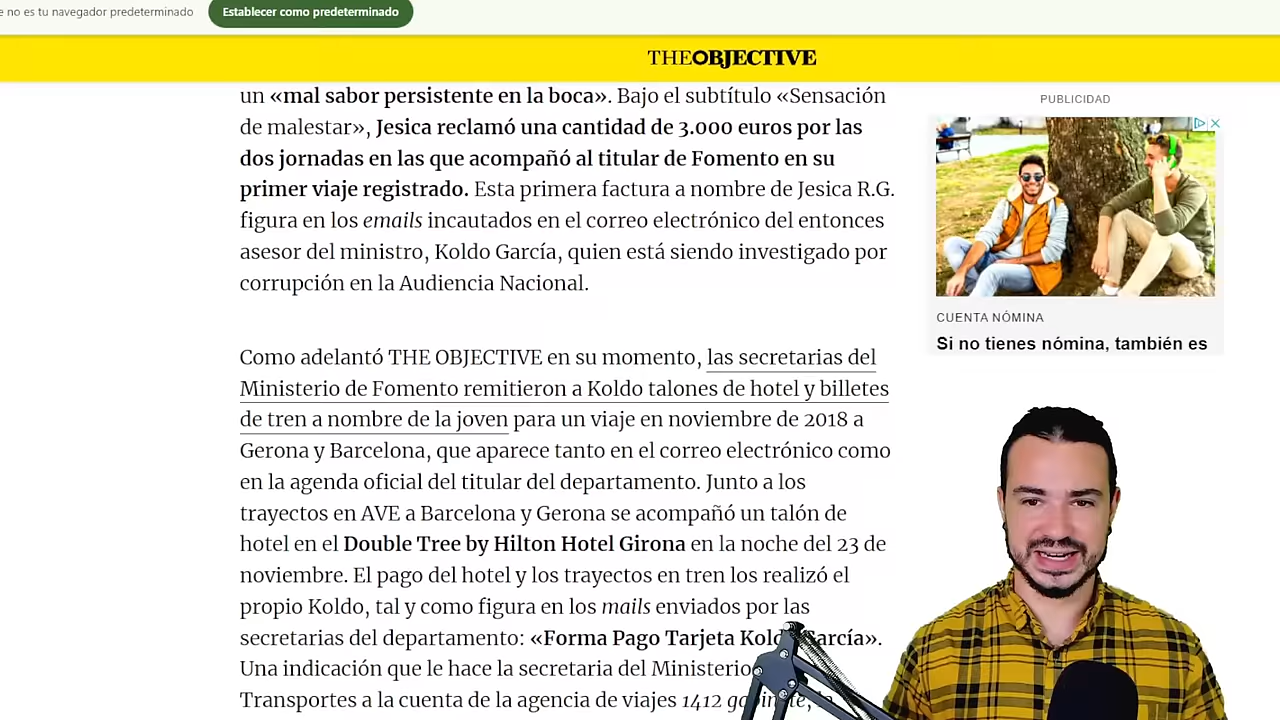 e no es tu navegador predeterminado
Establecer como predeterminado
THEOBJECTIVE
un «mal sabor persistente en la boca». Bajo el subtítulo «Sensación
de malestar», Jesica reclamó una cantidad de 3.000 euros por las
dos jornadas en las que acompañó al titular de Fomento en su
primer viaje registrado. Esta primera factura a nombre de Jesica R.G.
figura en los emails incautados en el correo electrónico del entonces
asesor del ministro, Koldo García, quien está siendo investigado por
corrupción en la Audiencia Nacional.
Como adelantó THE OBJECTIVE en su momento, las secretarias del
Ministerio de Fomento remitieron a Koldo talones de hotel y billetes
de tren a nombre de la joven para un viaje en noviembre de 2018 a
Gerona y Barcelona, que aparece tanto en el correo electrónico como
en la agenda oficial del titular del departamento. Junto a los
trayectos en AVE a Barcelona y Gerona se acompañó un talón de
hotel en el Double Tree by Hilton Hotel Girona en la noche del 23 de
noviembre. El pago del hotel y los trayectos en tren los realizó el
propio Koldo, tal y como figura en los mails enviados por las
secretarias del departamento: «Forma Pago Tarjeta Kold García».
Una indicación que le hace la secretaria del Ministerio
Transportes a la cuenta de la agencia de viajes 1412
PUBLICIDAD
CUENTA NÓMINA
Si no tienes nómina, también es